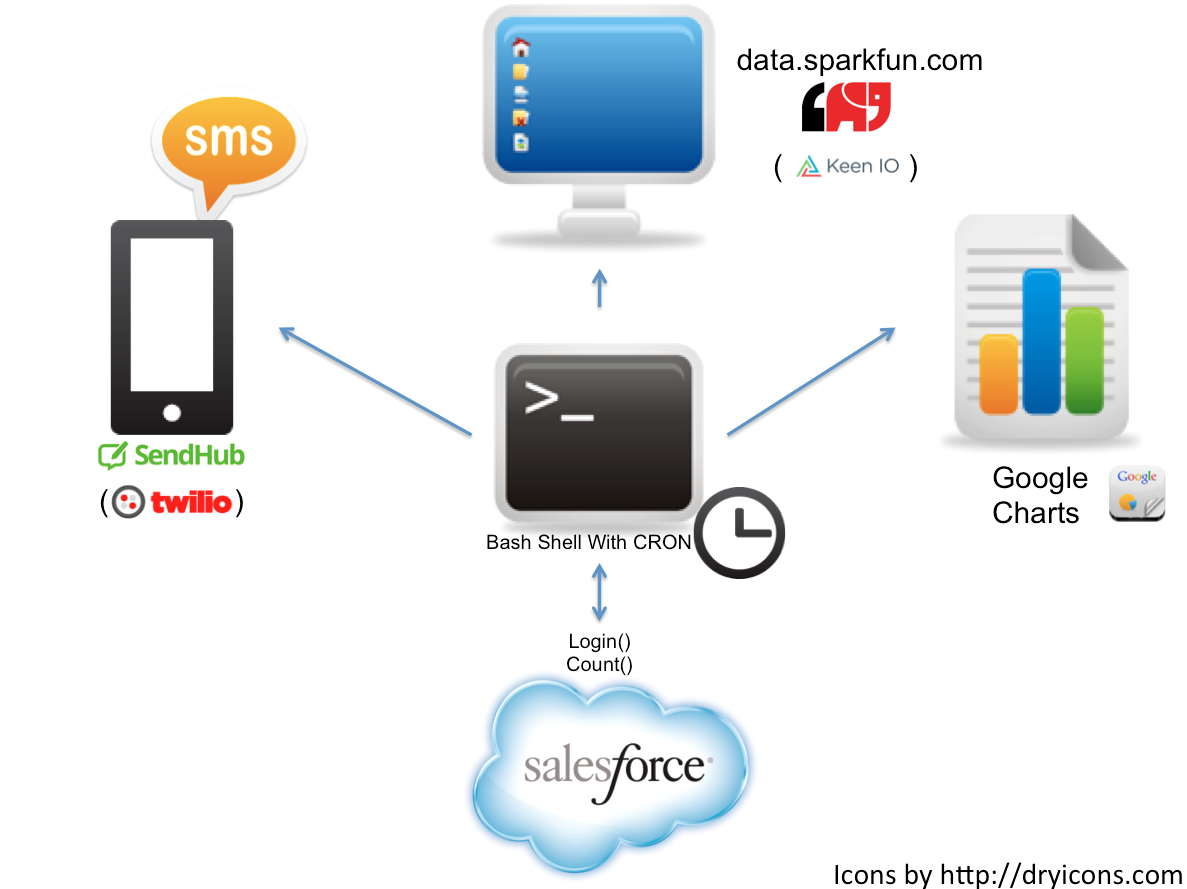 data.sparkfun.com
sms
( Keen IO )
SendHub
( twilio )
Google
Charts
Google
>_
Bash Shell With CRON
Login()
Count()
salesforce
Icons by http://dryicons.com